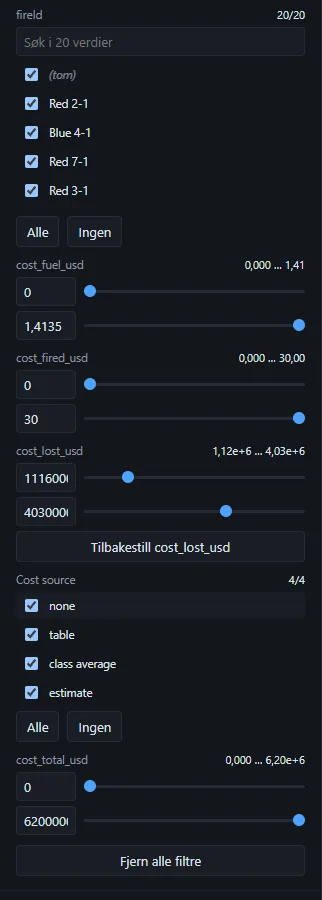 fireId 20/20
Søk i 20 verdier
(tom)
Red 2-1
Blue 4-1
Red 7-1
Red 3-1
Alle Ingen
cost_fuel_usd 0,000 ... 1,41
0
1,4135
cost_fired_usd 0,000 ... 30,00
0
30
cost_lost_usd 1,12e+6 ... 4,03e+6
111600
403000
Tilbakestill cost_lost_usd
Cost source 4/4
none
table
class average
estimate
Alle Ingen
cost_total_usd 0,000 ... 6,20e+6
0
620000
Fjern alle filtre